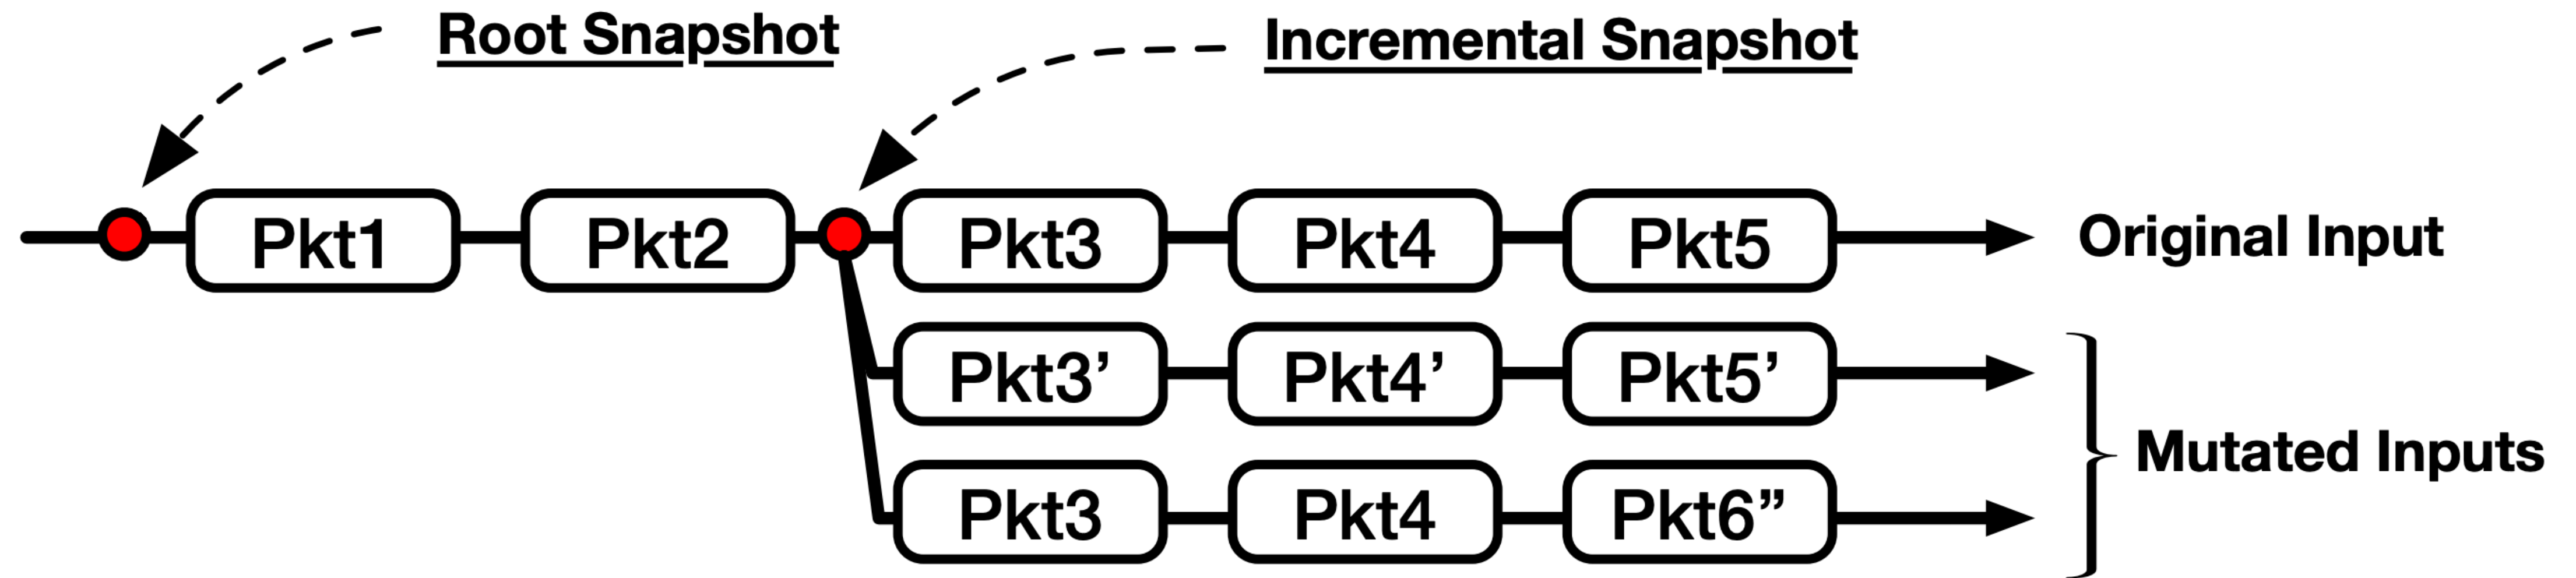 Root Snapshot
Incremental Snapshot
Pkt1 Pkt2 Pkt3 Pkt4 Pkt5 Original Input
Pkt3’ Pkt4’ Pkt5’
Mutated Inputs
Pkt3 Pkt4 Pkt6”